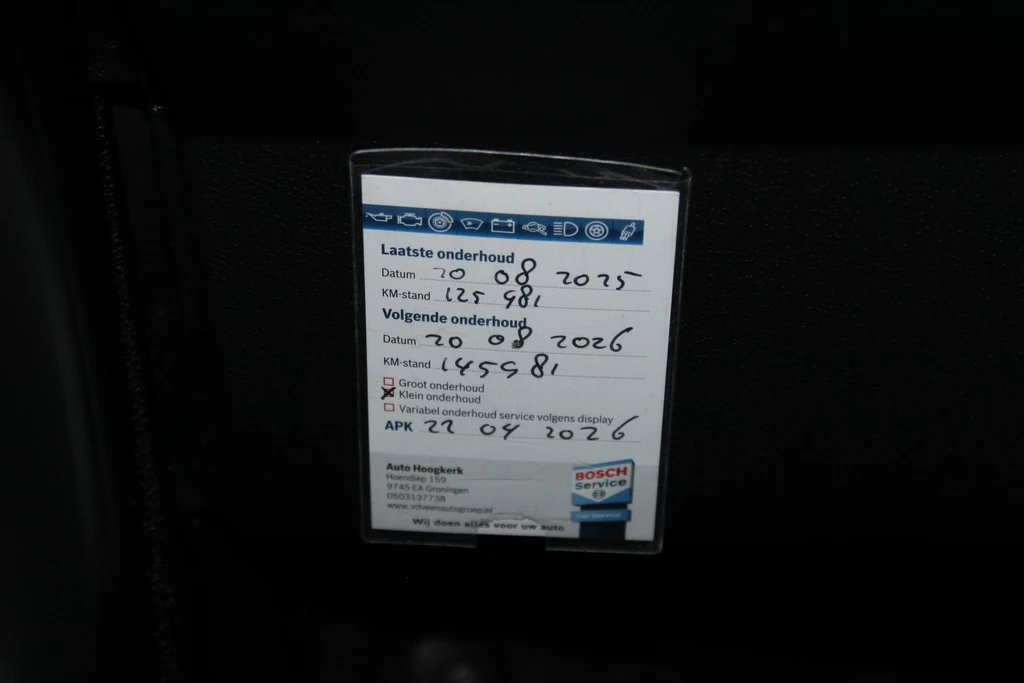 Laatste onderhoud
Datum 20 08 2025
KM-stand 125 981
Volgende onderhoud
Datum 20 08 2026
KM-stand 145981
Groot onderhoud
Klein onderhoud
Variabel onderhoud service volgens display
APK 22 04 2026
Auto Hoogkerk
Hoendiep 159
9745 EA Groningen
0503137738
www.vdveenautogroep.nl
BOSCH
Service
Car Service
Wij doen alles voor uw auto